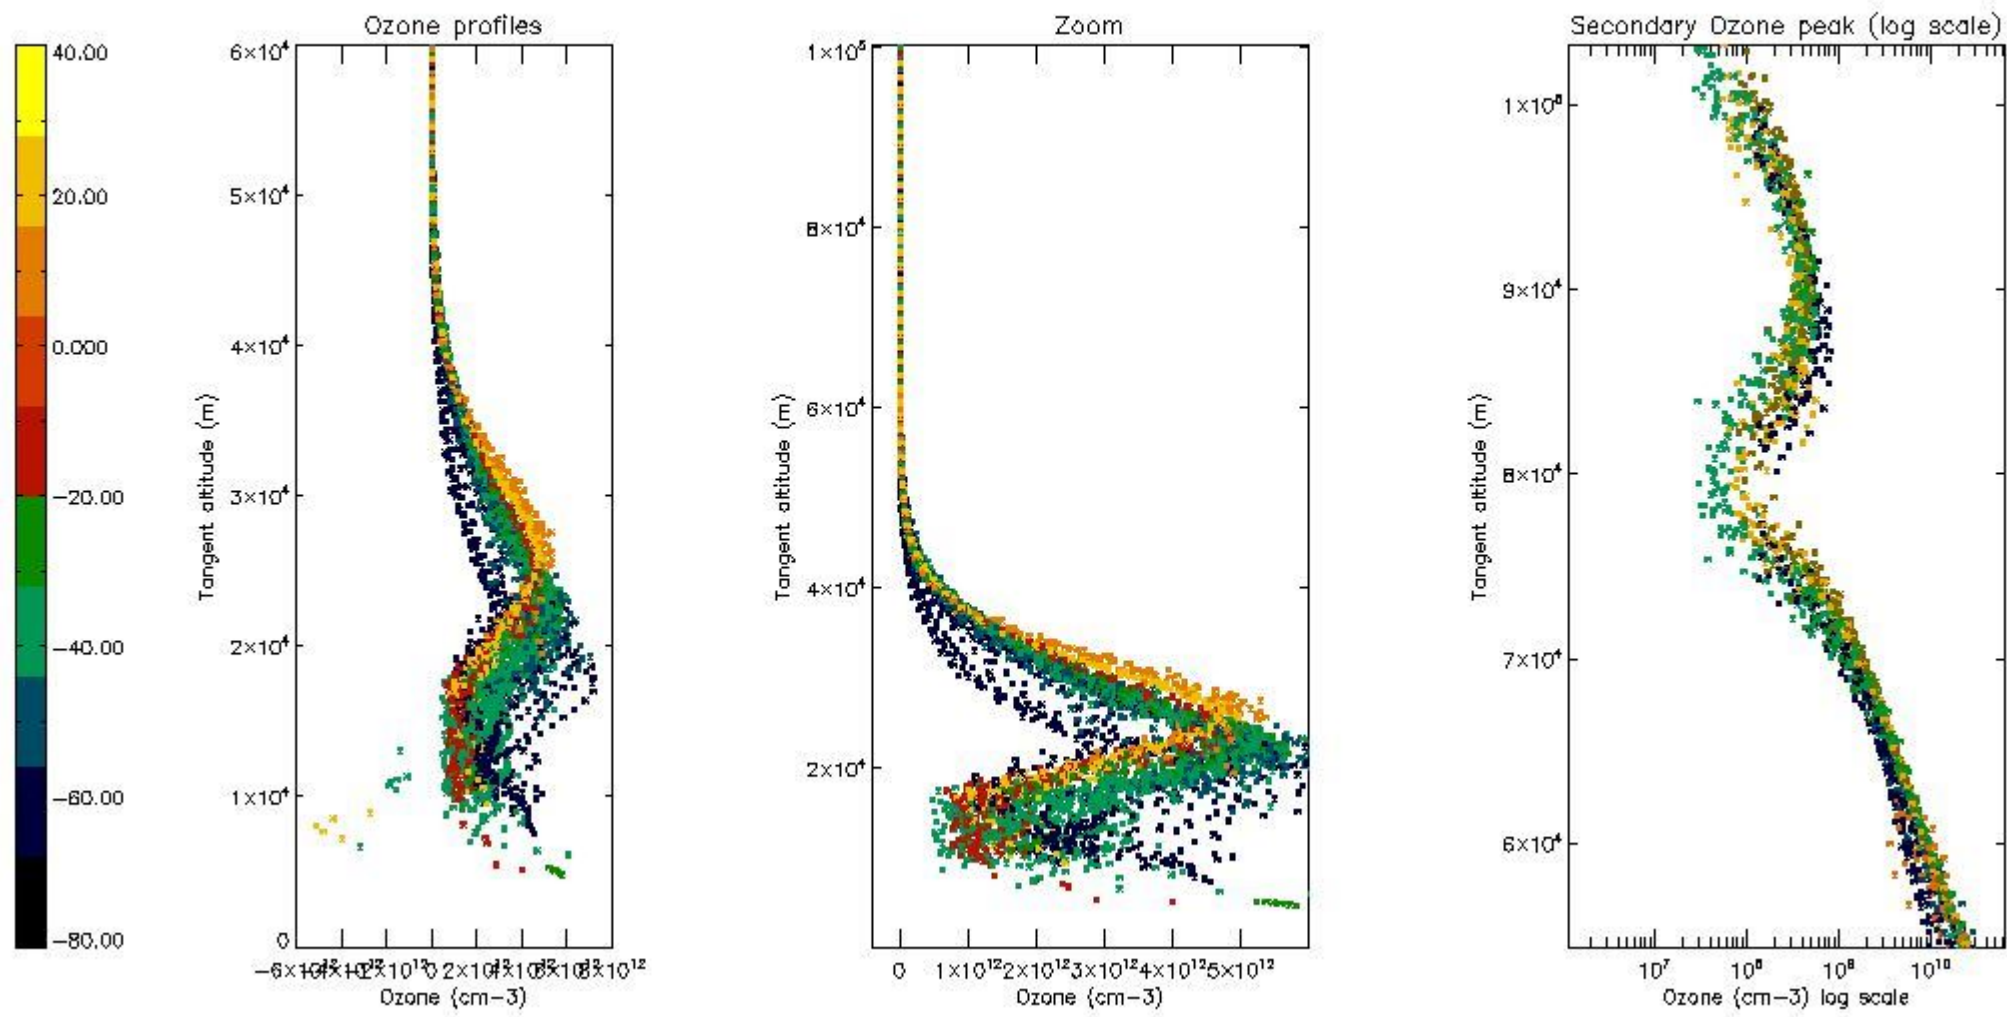 Ozone profiles
Zoom
Secondary Ozone peak (log scale)
40.00
20.00
0.000
−20.00
−40.00
−60.00
−80.00
6×10⁴
5×10⁴
4×10⁴
3×10⁴
2×10⁴
1×10⁴
0
Tangent altitude (m)
0
8×10¹²
Ozone (cm−3)
1×10⁵
8×10⁴
6×10⁴
4×10⁴
2×10⁴
Tangent altitude (m)
0 1×10¹² 2×10¹² 3×10¹² 4×10¹² 5×10¹²
Ozone (cm−3)
9×10⁴
8×10⁴
7×10⁴
6×10⁴
Tangent altitude (m)
10⁷ 10⁸ 10⁹ 10¹⁰
Ozone (cm−3) log scale